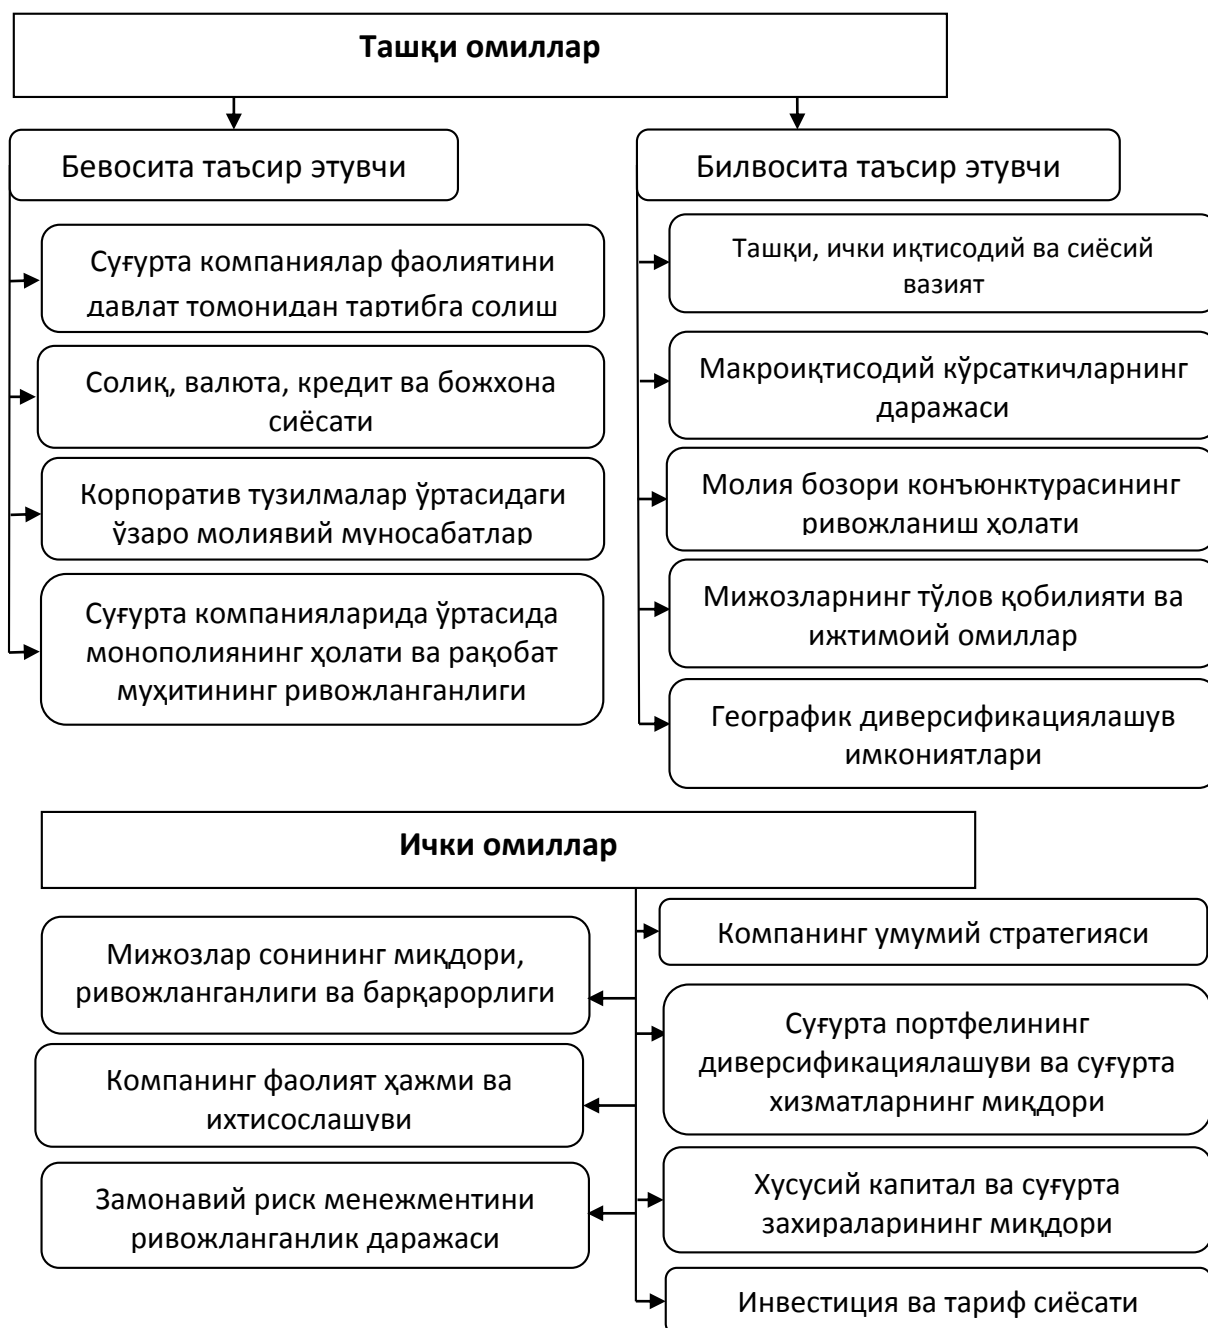 Ташқи омиллар
Бевосита таъсир этувчи
Суғурта компаниялар фаолиятини
давлат томонидан тартибга солиш
Солиқ, валюта, кредит ва божхона
сиёсати
Корпоратив тузилмалар ўртасидаги
ўзаро молиявий муносабатлар
Суғурта компанияларида ўртасида
монополиянинг ҳолати ва рақобат
муҳитининг ривожланганлиги
Билвосита таъсир этувчи
Ташқи, ички иқтисодий ва сиёсий
вазият
Макроиқтисодий кўрсаткичларнинг
даражаси
Молия бозори конъюнктурасининг
ривожланиш ҳолати
Мижозларнинг тўлов қобилияти ва
ижтимоий омиллар
Географик диверсификациялашув
имкониятлари
Ички омиллар
Мижозлар сонининг миқдори,
ривожланганлиги ва барқарорлиги
Компанинг фаолият ҳажми ва
ихтисослашуви
Замонавий риск менежментини
ривожланганлик даражаси
Компанинг умумий стратегияси
Суғурта портфелининг
диверсификациялашуви ва суғурта
хизматларнинг миқдори
Хусусий капитал ва суғурта
захираларининг миқдори
Инвестиция ва тариф сиёсати